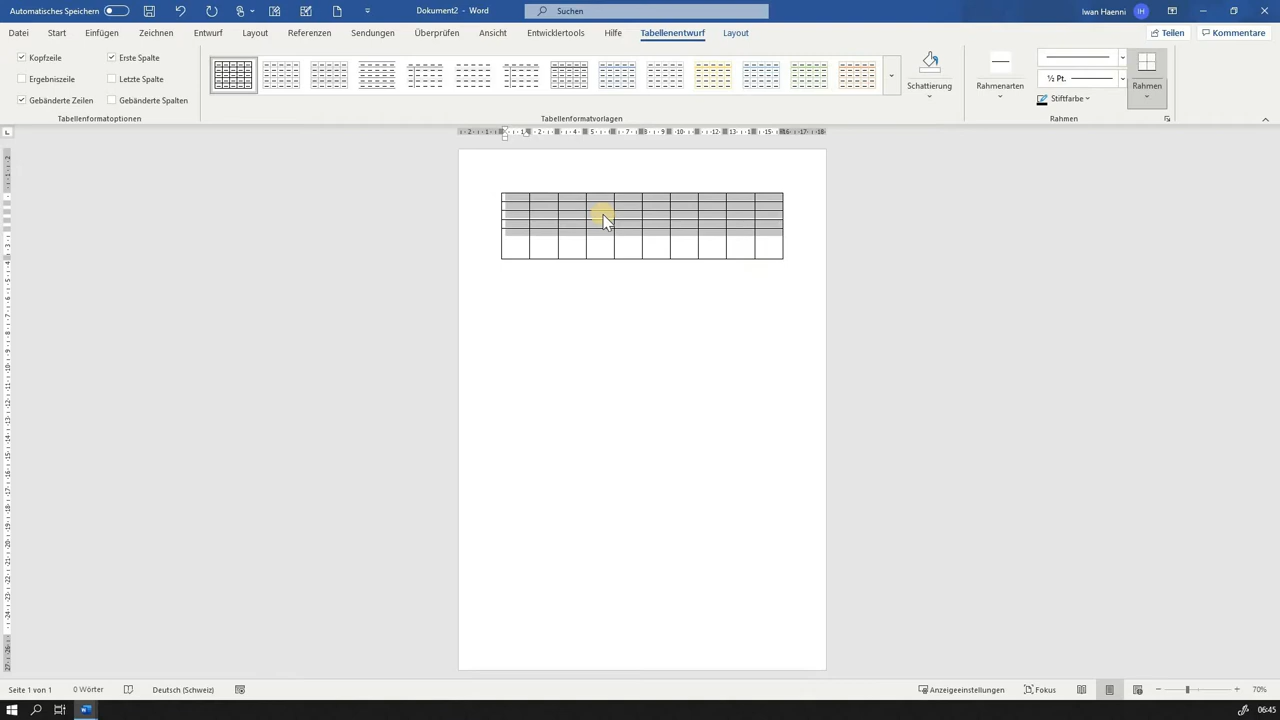 Automatisches Speichern
Dokument2 - Word
Suchen
Iwan Haenni
IH
Datei Start Einfügen Zeichnen Entwurf Layout Referenzen Sendungen Überprüfen Ansicht Entwicklertools Hilfe Tabellenentwurf Layout
Teilen Kommentare
Kopfzeile Erste Spalte
Ergebniszeile Letzte Spalte
Gebänderte Zeilen Gebänderte Spalten
Schattierung
Rahmenarten
½ Pt.
Stiftfarbe
Rahmen
Tabellenformatoptionen Tabellenformatvorlagen Rahmen
Seite 1 von 1 0 Wörter Deutsch (Schweiz) Anzeigeeinstellungen Fokus 70%
06:45